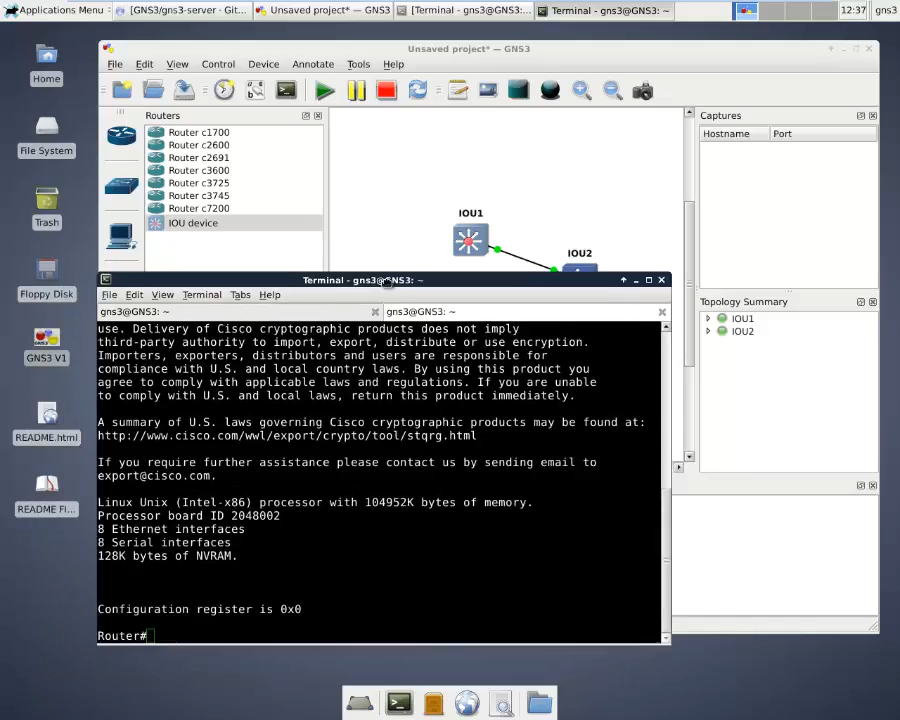 Applications Menu
[GNS3/gns3-server - Git...
Unsaved project* — GNS3
[Terminal - gns3@GNS3:...
Terminal - gns3@GNS3: ~
12:37
gns3
Home
File System
Trash
Floppy Disk
GNS3 V1
README.html
README FI...
Unsaved project* — GNS3
File Edit View Control Device Annotate Tools Help
Routers
Router c1700
Router c2600
Router c2691
Router c3600
Router c3725
Router c3745
Router c7200
IOU device
IOU1
IOU2
Captures
Hostname Port
Topology Summary
IOU1
IOU2
Terminal - gns3@GNS3: ~
File Edit View Terminal Tabs Help
gns3@GNS3: ~
gns3@GNS3: ~
use. Delivery of Cisco cryptographic products does not imply
third-party authority to import, export, distribute or use encryption.
Importers, exporters, distributors and users are responsible for
compliance with U.S. and local country laws. By using this product you
agree to comply with applicable laws and regulations. If you are unable
to comply with U.S. and local laws, return this product immediately.
A summary of U.S. laws governing Cisco cryptographic products may be found at:
http://www.cisco.com/wwl/export/crypto/tool/stqrg.html
If you require further assistance please contact us by sending email to
export@cisco.com.
Linux Unix (Intel-x86) processor with 104952K bytes of memory.
Processor board ID 2048002
8 Ethernet interfaces
8 Serial interfaces
128K bytes of NVRAM.
Configuration register is 0x0
Router#